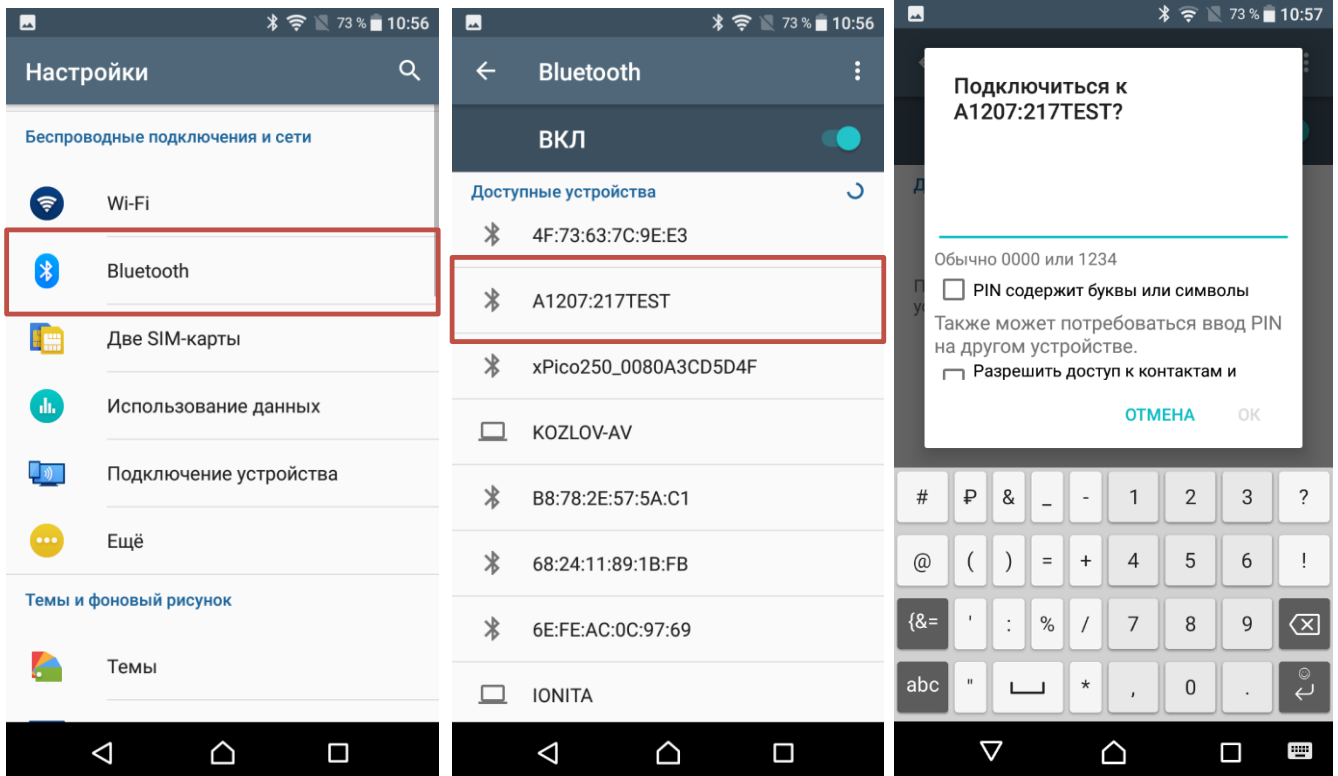 73 % 10:56
Настройки
Беспроводные подключения и сети
Wi-Fi
Bluetooth
Две SIM-карты
Использование данных
Подключение устройства
Ещё
Темы и фоновый рисунок
Темы
73 % 10:56
Bluetooth
ВКЛ
Доступные устройства
4F:73:63:7C:9E:E3
A1207:217TEST
xPico250_0080A3CD5D4F
KOZLOV-AV
B8:78:2E:57:5A:C1
68:24:11:89:1B:FB
6E:FE:AC:0C:97:69
IONITA
73 % 10:57
Подключиться к
A1207:217TEST?
Обычно 0000 или 1234
PIN содержит буквы или символы
Также может потребоваться ввод PIN
на другом устройстве.
Разрешить доступ к контактам и
ОТМЕНА ОК
# ₽ & _ - 1 2 3 ?
@ ( ) = + 4 5 6 !
{&= ' : % / 7 8 9
abc " * , 0 .